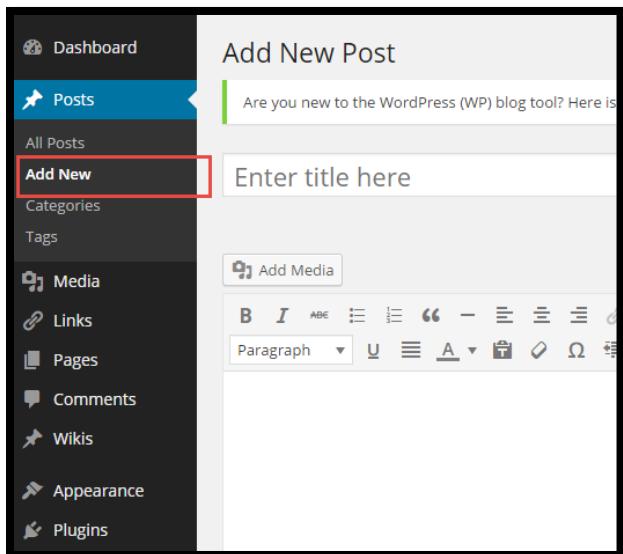 Dashboard
Posts
All Posts
Add New
Categories
Tags
Media
Links
Pages
Comments
Wikis
Appearance
Plugins
Add New Post
Are you new to the WordPress (WP) blog tool? Here is
Enter title here
Add Media
B I ABC
Paragraph U A Ω